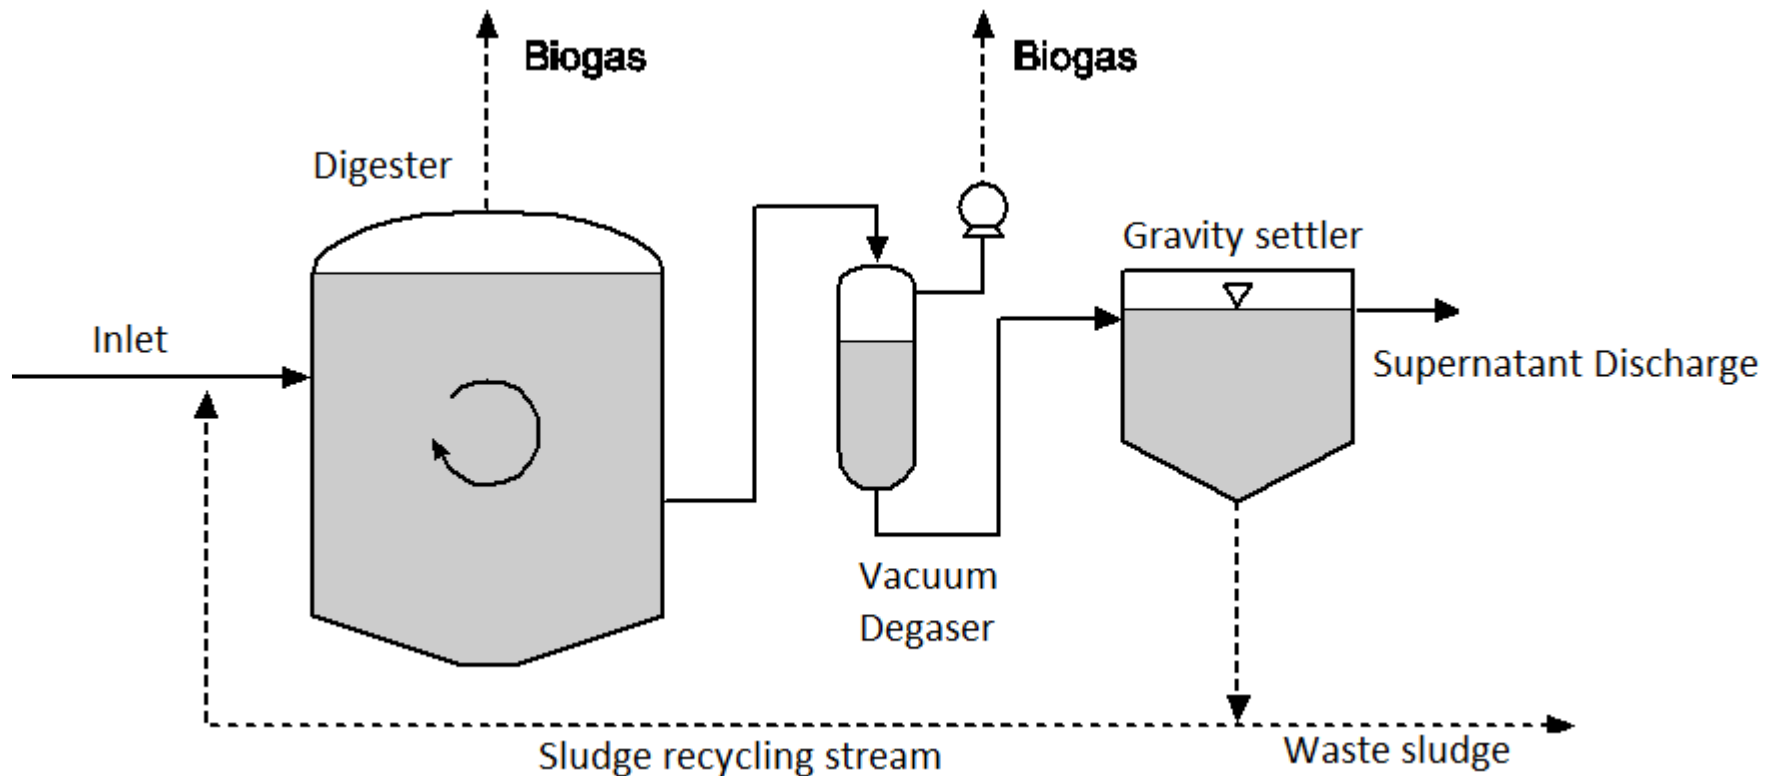 Biogas
Biogas
Digester
Gravity settler
Inlet
Supernatant Discharge
Vacuum
Degaser
Sludge recycling stream
Waste sludge